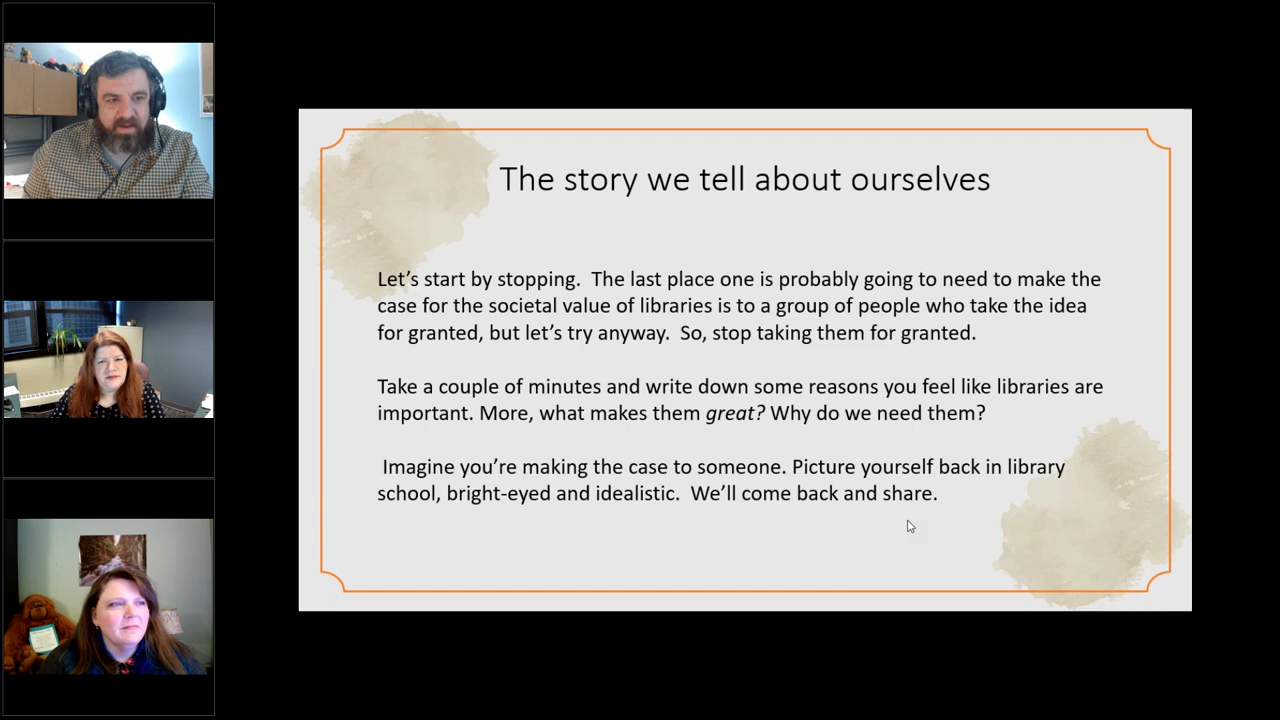 The story we tell about ourselves
Let’s start by stopping.  The last place one is probably going to need to make the
case for the societal value of libraries is to a group of people who take the idea
for granted, but let’s try anyway.  So, stop taking them for granted.
Take a couple of minutes and write down some reasons you feel like libraries are
important. More, what makes them great? Why do we need them?
Imagine you’re making the case to someone. Picture yourself back in library
school, bright-eyed and idealistic.  We’ll come back and share.